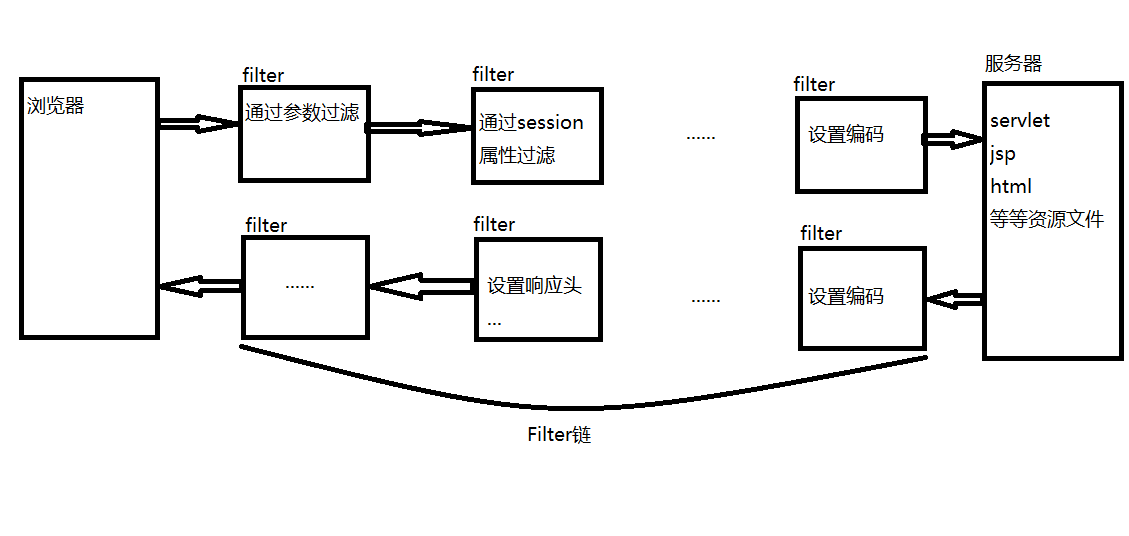 服务器
filter
filter
filter
浏览器
通过参数过滤
通过session
属性过滤
......
设置编码
servlet
jsp
html
等等资源文件
filter
filter
filter
......
设置响应头
...
......
设置编码
Filter链